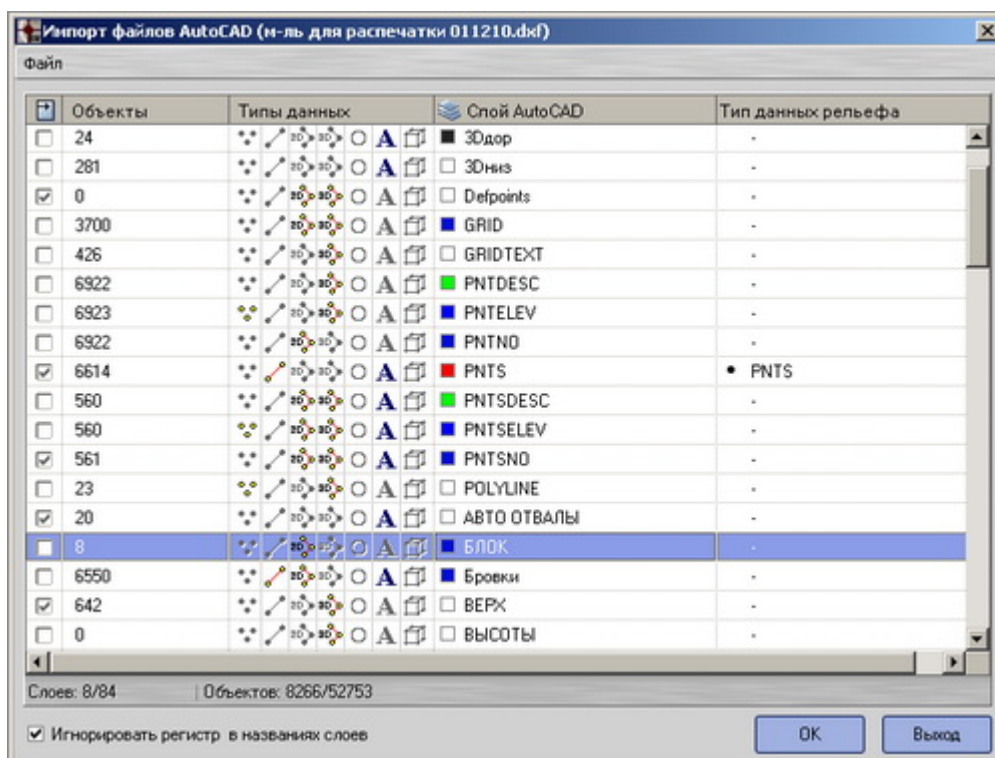 Импорт файлов AutoCAD (м-ль для распечатки 011210.dxf)
Файл
Объекты Типы данных Слой AutoCAD Тип данных рельефа
24 3Dдор -
281 3Dниз -
0 Defpoints -
3700 GRID -
426 GRIDTEXT -
6922 PNTDESC -
6923 PNTELEV -
6922 PNTNO -
6614 PNTS • PNTS
560 PNTSDESC -
560 PNTSELEV -
561 PNTSNO -
23 POLYLINE -
20 АВТО ОТВАЛЫ -
8 БЛОК -
6550 Бровки -
642 ВЕРХ -
0 ВЫСОТЫ -
Слоев: 8/84 Объектов: 8266/52753
Игнорировать регистр в названиях слоев OK Выход